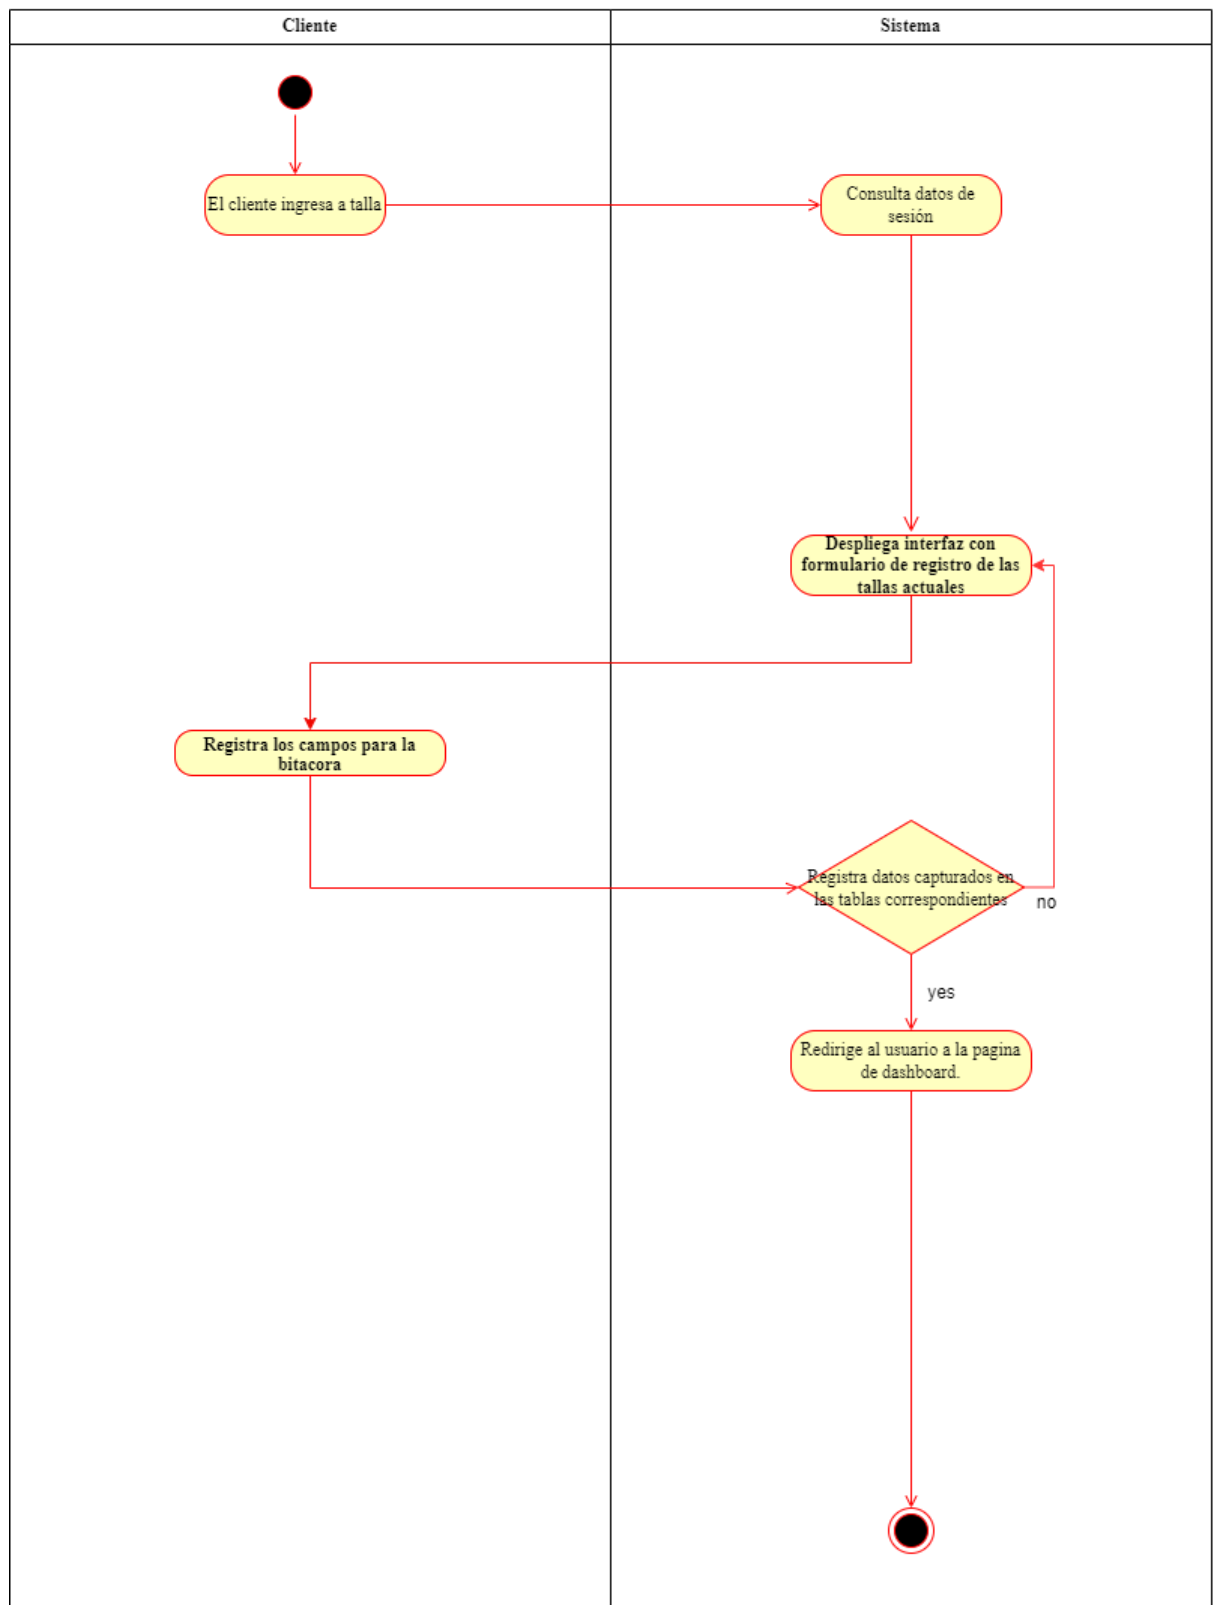 Cliente
Sistema
El cliente ingresa a talla
Consulta datos de
sesión
Despliega interfaz con
formulario de registro de las
tallas actuales
Registra los campos para la
bitacora
Registra datos capturados en
las tablas correspondientes
no
yes
Redirige al usuario a la pagina
de dashboard.